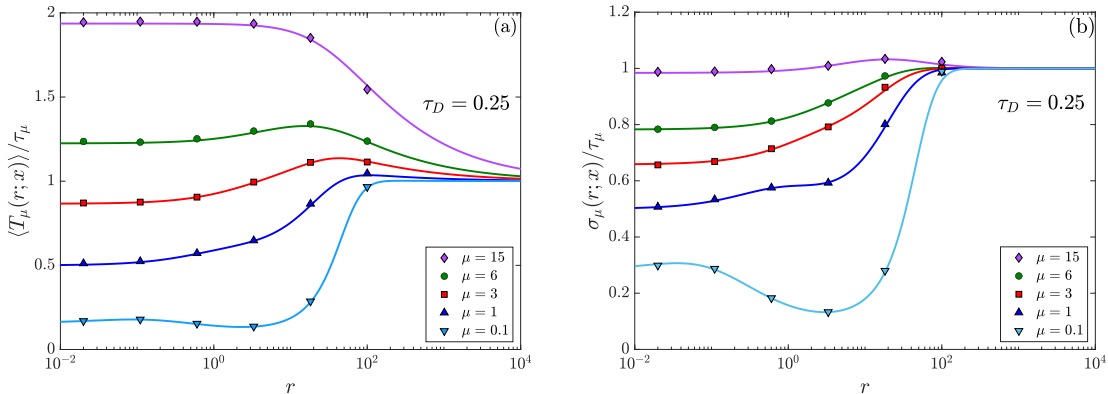 (a)
2
1.5
1
0.5
0
⟨T_μ(r; x)⟩/τ_μ
τ_D = 0.25
μ = 15
μ = 6
μ = 3
μ = 1
μ = 0.1
10^−2
10^0
10^2
10^4
r
(b)
1.2
1
0.8
0.6
0.4
0.2
0
σ_μ(r; x)/τ_μ
τ_D = 0.25
μ = 15
μ = 6
μ = 3
μ = 1
μ = 0.1
10^−2
10^0
10^2
10^4
r